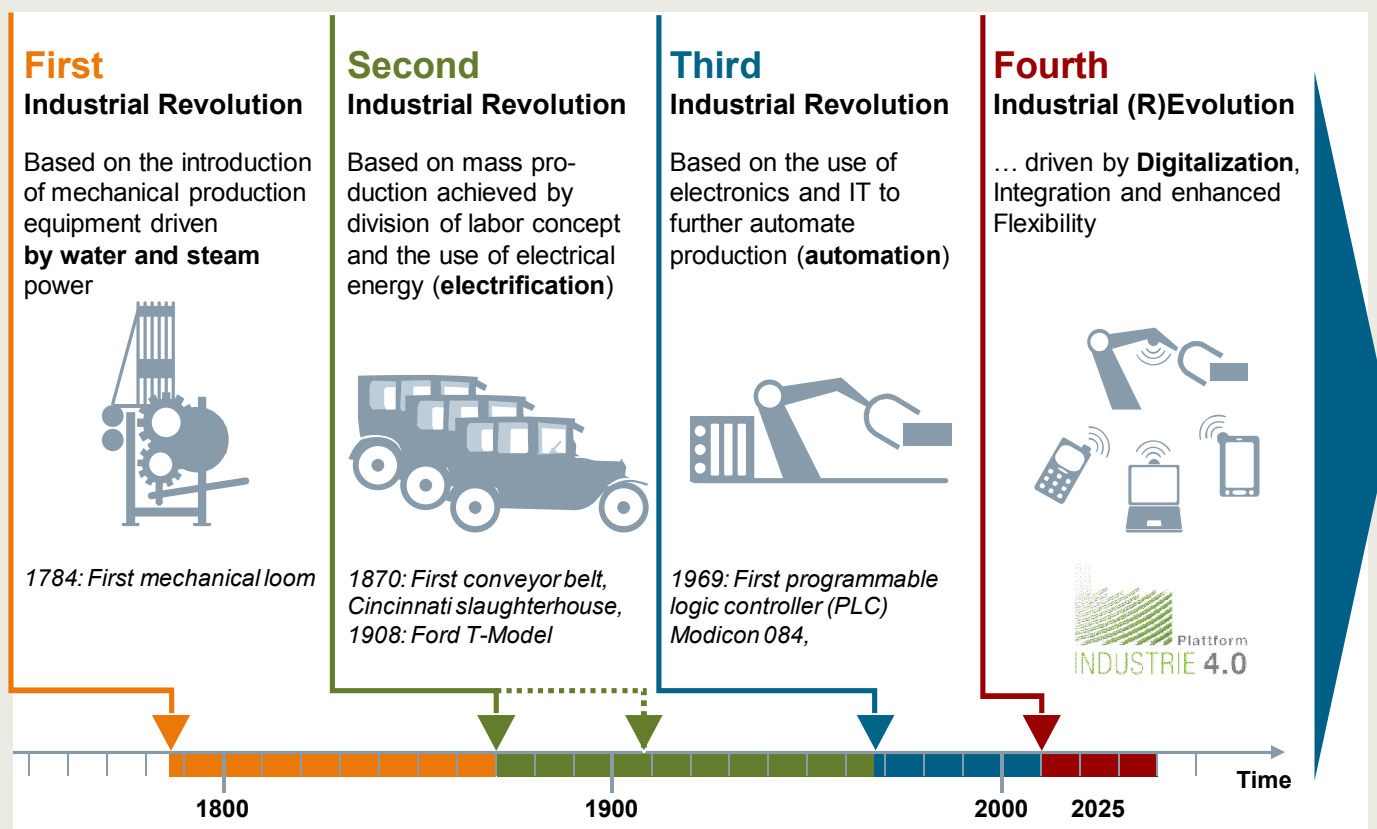 First
Industrial Revolution
Based on the introduction
of mechanical production
equipment driven
by water and steam
power
1784: First mechanical loom
Second
Industrial Revolution
Based on mass pro-
duction achieved by
division of labor concept
and the use of electrical
energy (electrification)
1870: First conveyor belt,
Cincinnati slaughterhouse,
1908: Ford T-Model
Third
Industrial Revolution
Based on the use of
electronics and IT to
further automate
production (automation)
1969: First programmable
logic controller (PLC)
Modicon 084,
Fourth
Industrial (R)Evolution
… driven by Digitalization,
Integration and enhanced
Flexibility
Plattform
INDUSTRIE 4.0
Time
1800
1900
2000
2025